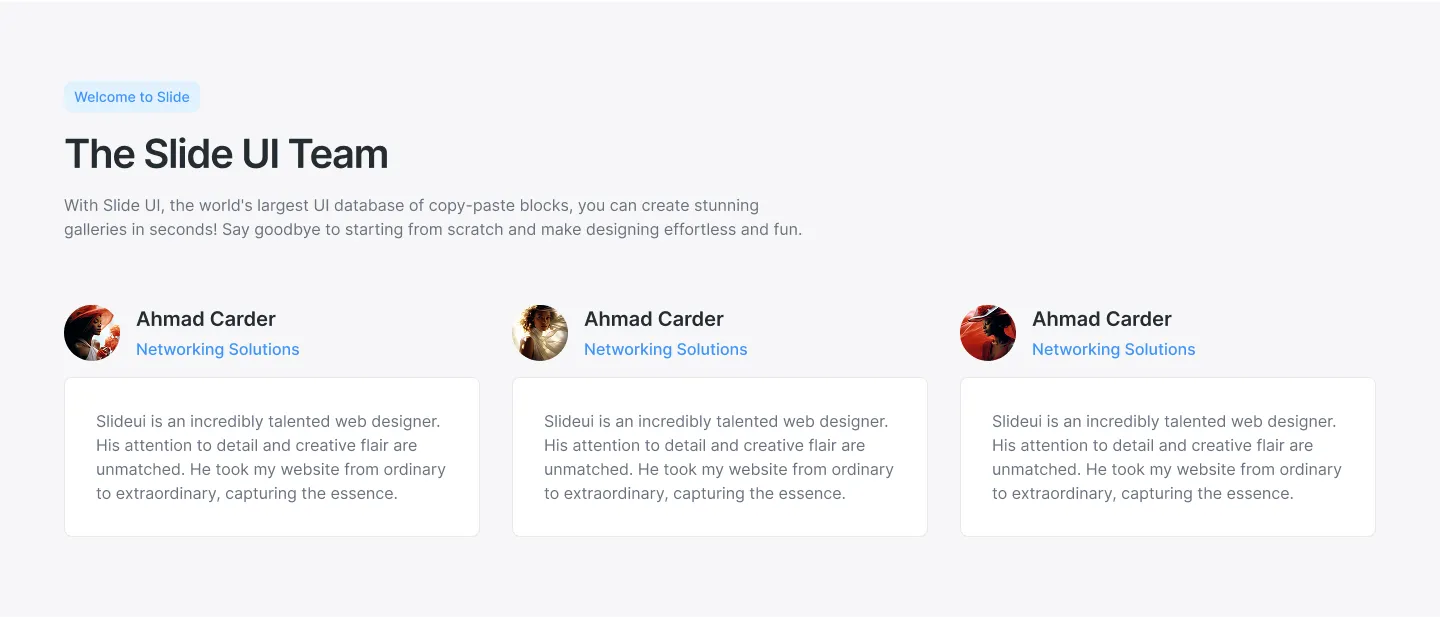 Welcome to Slide
The Slide UI Team
With Slide UI, the world's largest UI database of copy-paste blocks, you can create stunning
galleries in seconds! Say goodbye to starting from scratch and make designing effortless and fun.
Ahmad Carder
Networking Solutions
Slideui is an incredibly talented web designer.
His attention to detail and creative flair are
unmatched. He took my website from ordinary
to extraordinary, capturing the essence.
Ahmad Carder
Networking Solutions
Slideui is an incredibly talented web designer.
His attention to detail and creative flair are
unmatched. He took my website from ordinary
to extraordinary, capturing the essence.
Ahmad Carder
Networking Solutions
Slideui is an incredibly talented web designer.
His attention to detail and creative flair are
unmatched. He took my website from ordinary
to extraordinary, capturing the essence.